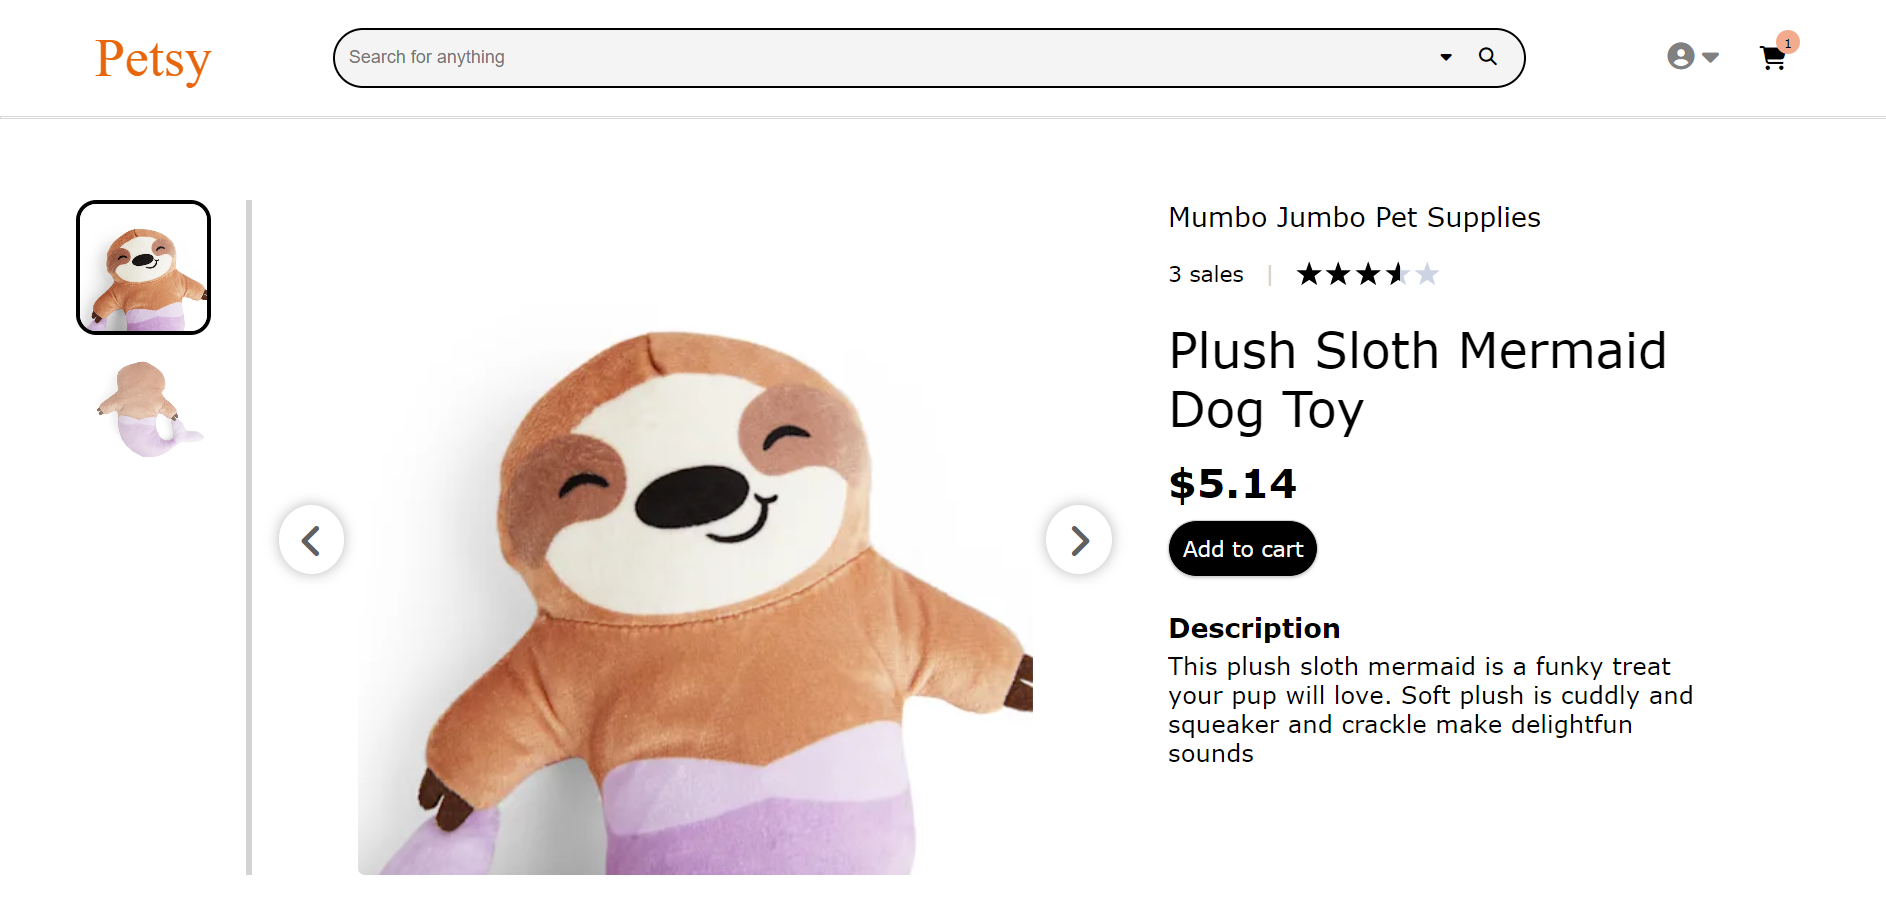 Petsy
Search for anything
1
Mumbo Jumbo Pet Supplies
3 sales | ★★★★★
Plush Sloth Mermaid
Dog Toy
$5.14
Add to cart
Description
This plush sloth mermaid is a funky treat
your pup will love. Soft plush is cuddly and
squeaker and crackle make delightfun
sounds